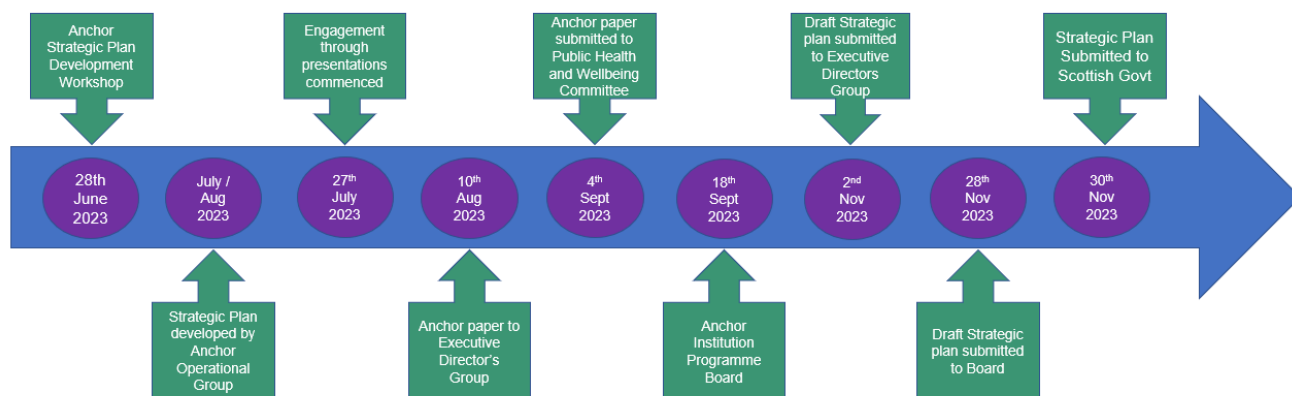 Anchor
Strategic Plan
Development
Workshop
Engagement
through
presentations
commenced
Anchor paper
submitted to
Public Health
and Wellbeing
Committee
Draft Strategic
plan submitted
to Executive
Directors
Group
Strategic Plan
Submitted to
Scottish Govt
28th
June
2023
July /
Aug
2023
27th
July
2023
10th
Aug
2023
4th
Sept
2023
18th
Sept
2023
2nd
Nov
2023
28th
Nov
2023
30th
Nov
2023
Strategic Plan
developed by
Anchor
Operational
Group
Anchor paper to
Executive
Director's
Group
Anchor
Institution
Programme
Board
Draft Strategic
plan submitted
to Board